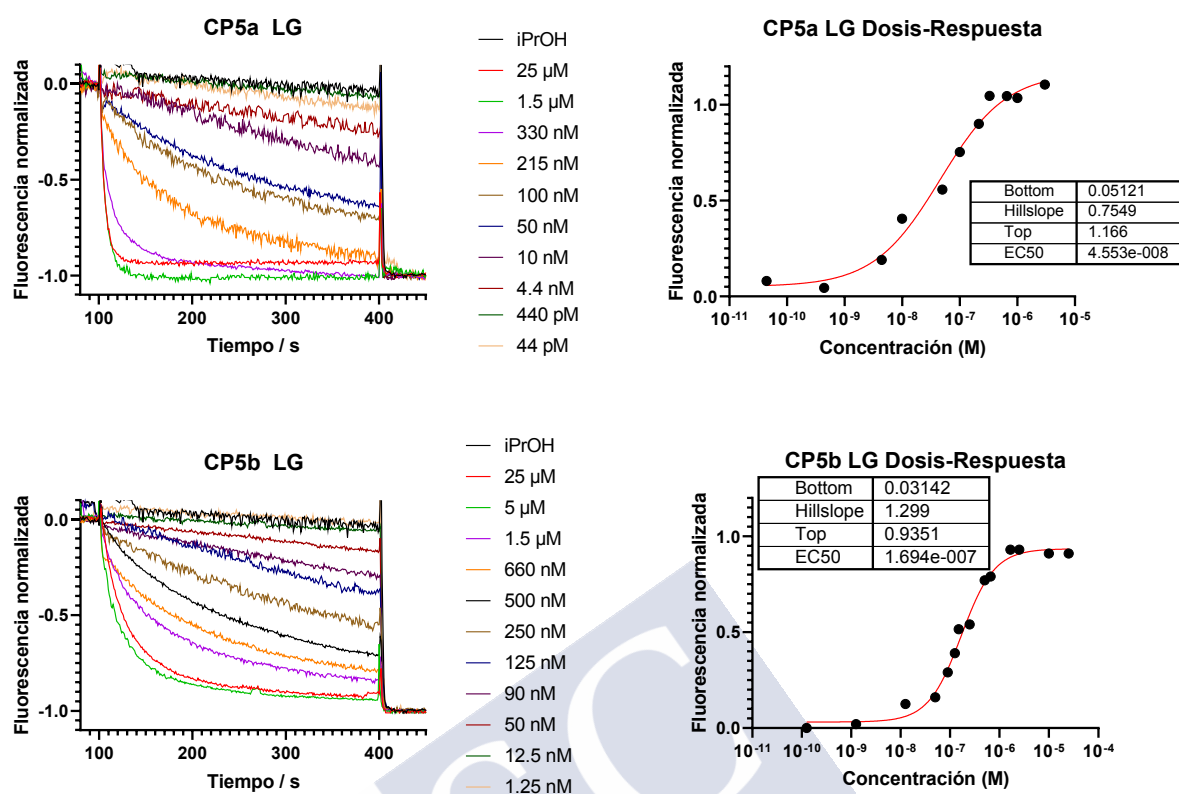 CP5a LG
Fluorescencia normalizada
0.0
-0.5
-1.0
100
200
300
400
Tiempo / s
iPrOH
25 µM
1.5 µM
330 nM
215 nM
100 nM
50 nM
10 nM
4.4 nM
440 pM
44 pM
CP5a LG Dosis-Respuesta
Fluorescencia normalizada
1.0
0.5
0.0
Bottom 0.05121
Hillslope 0.7549
Top 1.166
EC50 4.553e-008
10-11 10-10 10-9 10-8 10-7 10-6 10-5
Concentración (M)
CP5b LG
Fluorescencia normalizada
0.0
-0.5
-1.0
100
200
300
400
Tiempo / s
iPrOH
25 µM
5 µM
1.5 µM
660 nM
500 nM
250 nM
125 nM
90 nM
50 nM
12.5 nM
1.25 nM
CP5b LG Dosis-Respuesta
Bottom 0.03142
Hillslope 1.299
Top 0.9351
EC50 1.694e-007
Fluorescencia normalizada
1.0
0.5
0.0
10-11 10-10 10-9 10-8 10-7 10-6 10-5 10-4
Concentración (M)